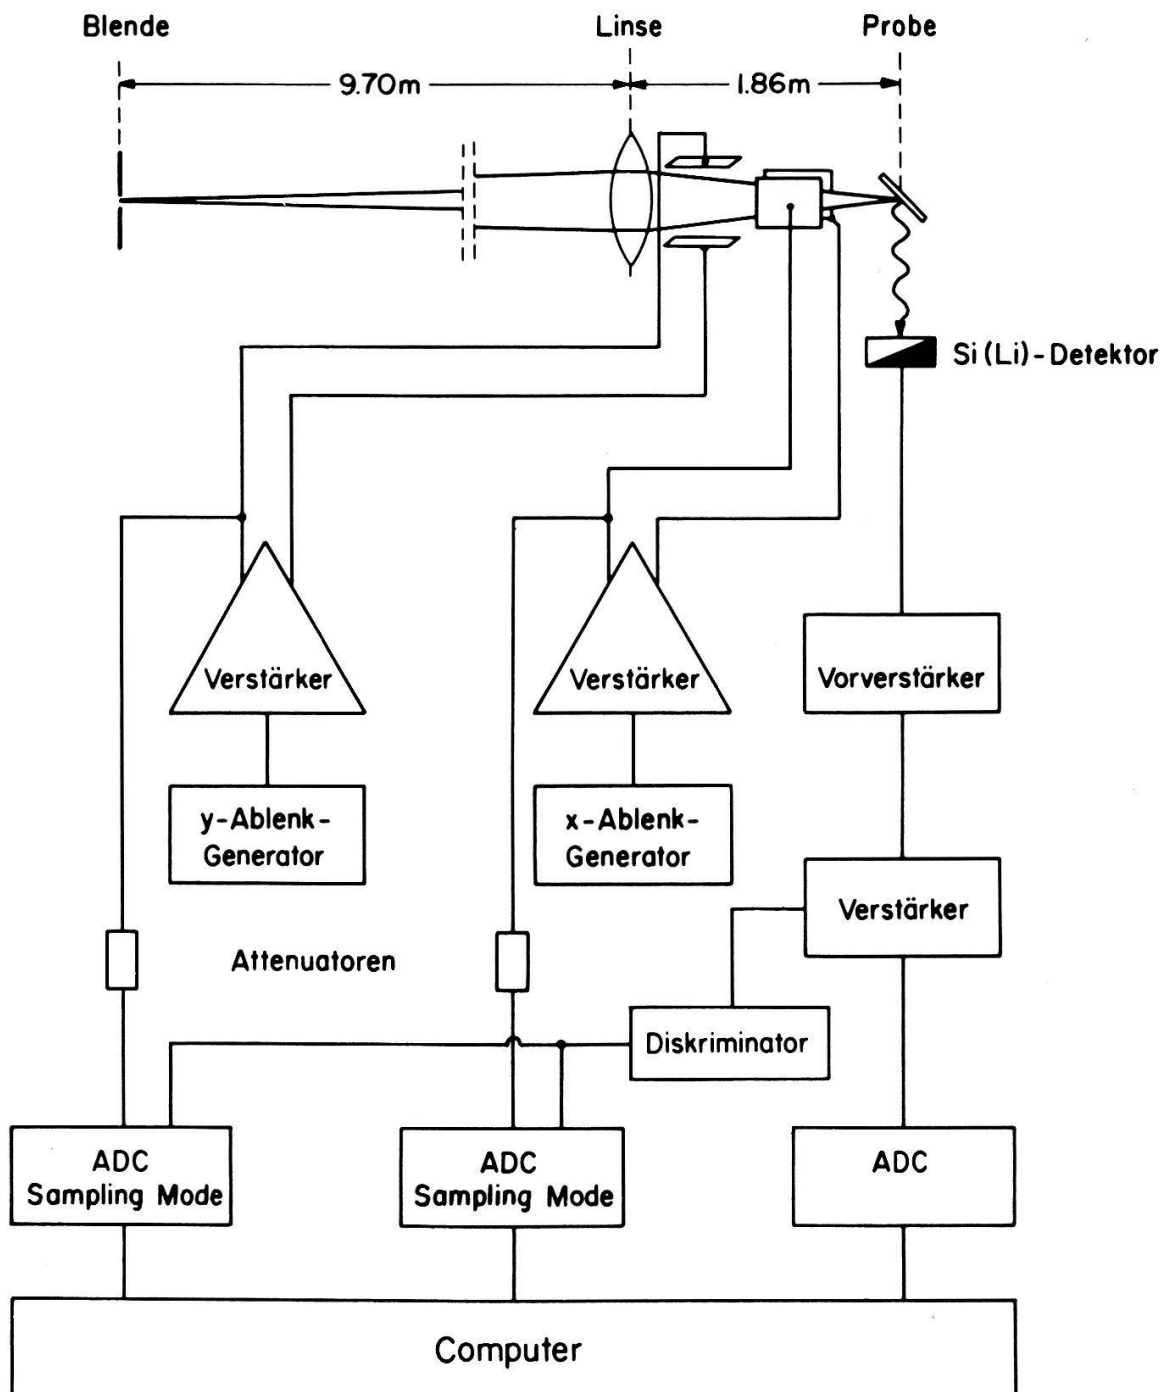 Blende
Linse
Probe
9.70m
1.86m
Si(Li)-Detektor
Verstärker
Verstärker
Vorverstärker
y-Ablenk-
Generator
x-Ablenk-
Generator
Verstärker
Attenuatoren
Diskriminator
ADC
Sampling Mode
ADC
Sampling Mode
ADC
Computer